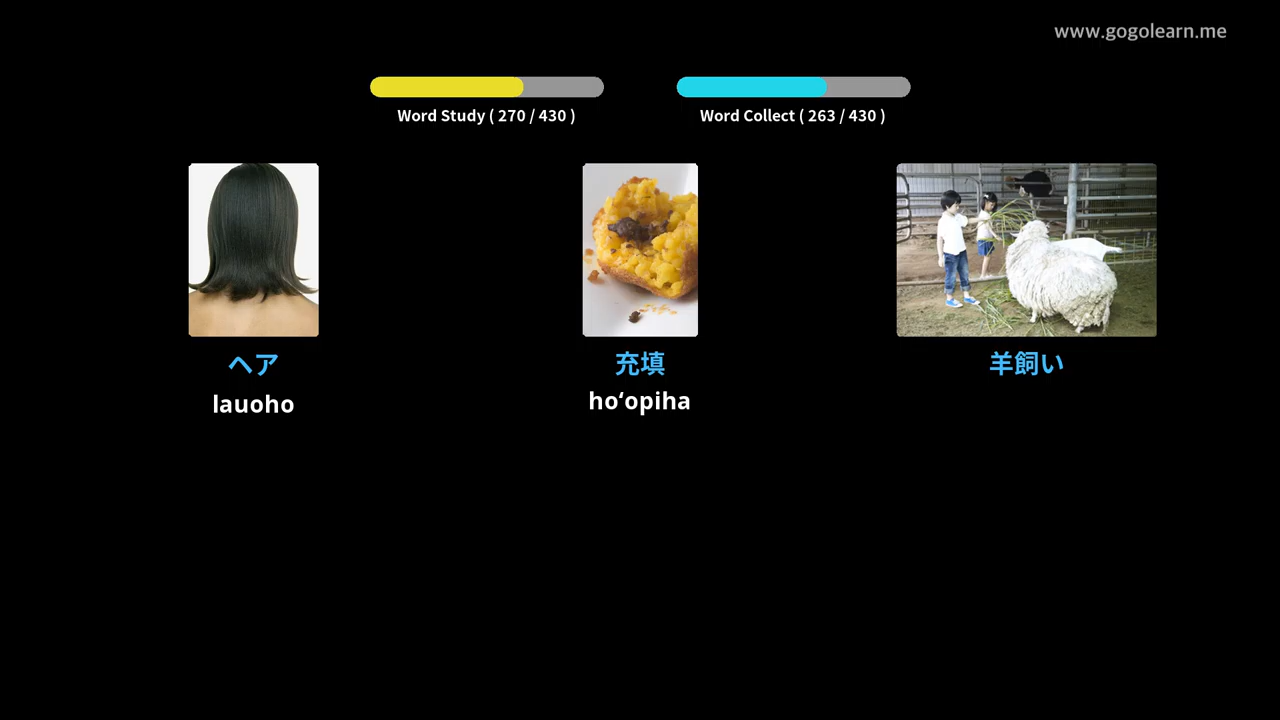 www.gogolearn.me
Word Study ( 270 / 430 )
Word Collect ( 263 / 430 )
ヘア
lauoho
充填
hoʻopiha
羊飼い